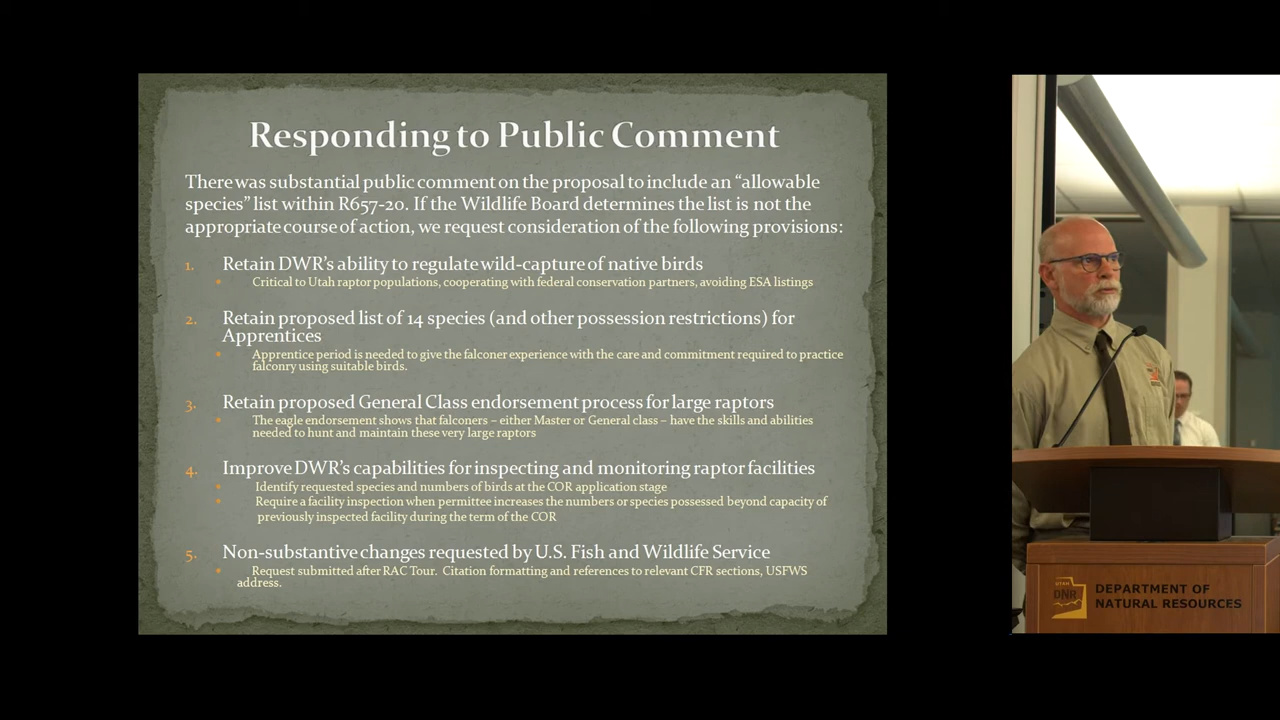 Responding to Public Comment
There was substantial public comment on the proposal to include an “allowable
species” list within R657-20. If the Wildlife Board determines the list is not the
appropriate course of action, we request consideration of the following provisions:
1. Retain DWR’s ability to regulate wild-capture of native birds
Critical to Utah raptor populations, cooperating with federal conservation partners, avoiding ESA listings
2. Retain proposed list of 14 species (and other possession restrictions) for
Apprentices
Apprentice period is needed to give the falconer experience with the care and commitment required to practice
falconry using suitable birds.
3. Retain proposed General Class endorsement process for large raptors
The eagle endorsement shows that falconers – either Master or General class – have the skills and abilities
needed to hunt and maintain these very large raptors
4. Improve DWR’s capabilities for inspecting and monitoring raptor facilities
Identify requested species and numbers of birds at the COR application stage
Require a facility inspection when permittee increases the numbers or species possessed beyond capacity of
previously inspected facility during the term of the COR
5. Non-substantive changes requested by U.S. Fish and Wildlife Service
Request submitted after RAC Tour. Citation formatting and references to relevant CFR sections, USFWS
address.
UTAH
DNR
DEPARTMENT OF
NATURAL RESOURCES